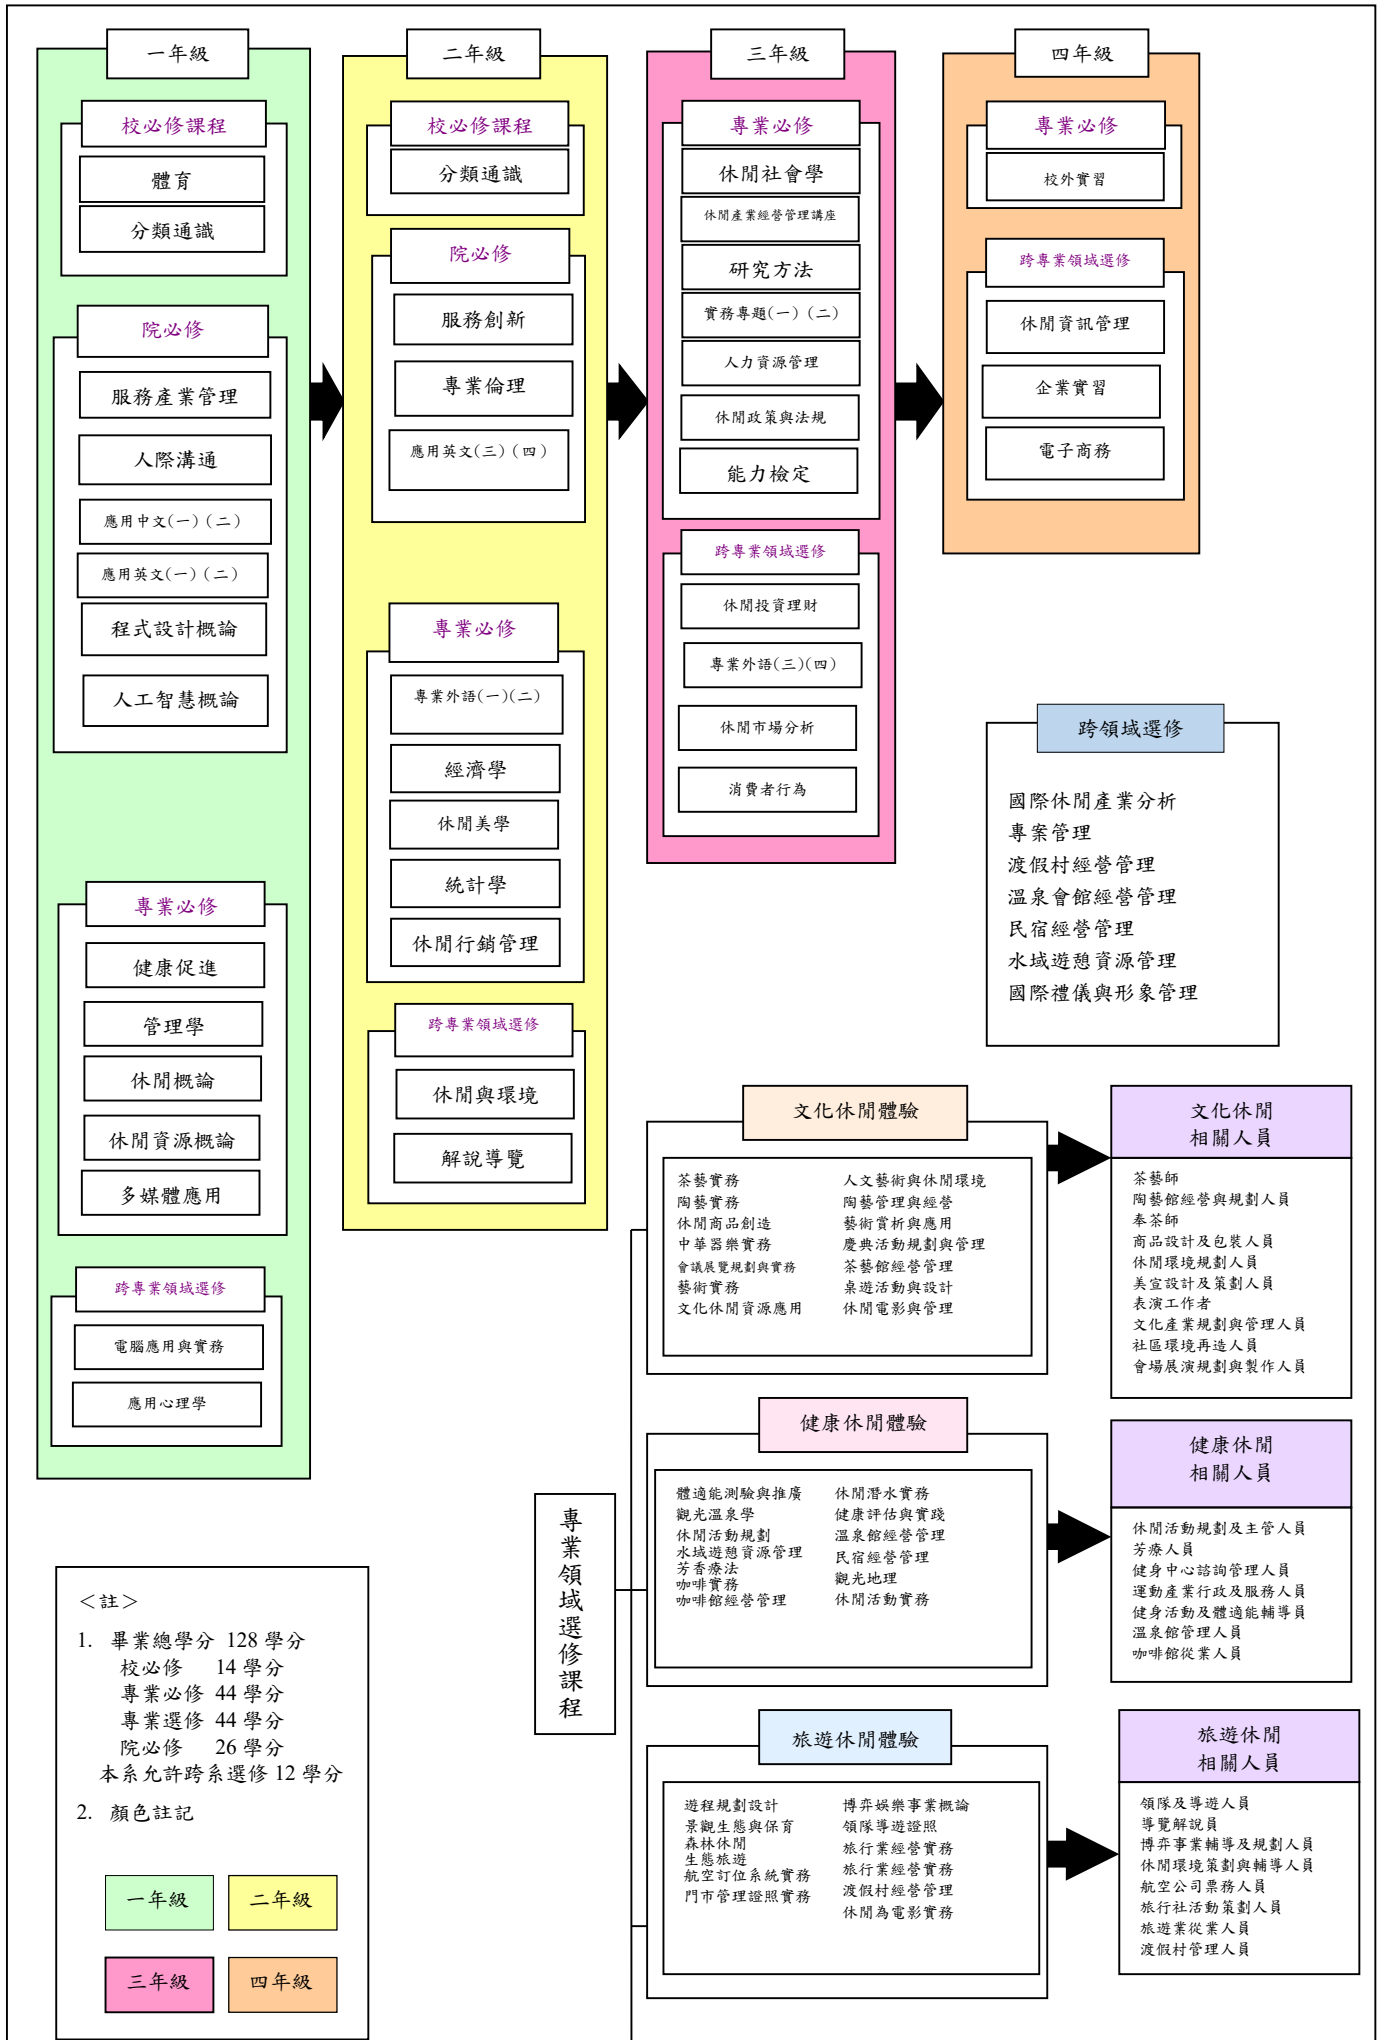 一年級
校必修課程
體育
分類通識
院必修
服務產業管理
人際溝通
應用中文(一)(二)
應用英文(一)(二)
程式設計概論
人工智慧概論
專業必修
健康促進
管理學
休閒概論
休閒資源概論
多媒體應用
跨專業領域選修
電腦應用與實務
應用心理學
二年級
校必修課程
分類通識
院必修
服務創新
專業倫理
應用英文(三)(四)
專業必修
專業外語(一)(二)
經濟學
休閒美學
統計學
休閒行銷管理
跨專業領域選修
休閒與環境
解說導覽
三年級
專業必修
休閒社會學
休閒產業經營管理講座
研究方法
實務專題(一)(二)
人力資源管理
休閒政策與法規
能力檢定
跨專業領域選修
休閒投資理財
專業外語(三)(四)
休閒市場分析
消費者行為
四年級
專業必修
校外實習
跨專業領域選修
休閒資訊管理
企業實習
電子商務
跨領域選修
國際休閒產業分析
專案管理
渡假村經營管理
溫泉會館經營管理
民宿經營管理
水域遊憩資源管理
國際禮儀與形象管理
專業領域選修課程
文化休閒體驗
茶藝實務
陶藝實務
休閒商品創造
中華器樂實務
會議展覽規劃與實務
藝術實務
文化休閒資源應用
人文藝術與休閒環境
陶藝管理與經營
藝術賞析與應用
慶典活動規劃與管理
茶藝館經營管理
桌遊活動與設計
休閒電影與管理
文化休閒
相關人員
茶藝師
陶藝館經營與規劃人員
奉茶師
商品設計及包裝人員
休閒環境規劃人員
美宣設計及策劃人員
表演工作者
文化產業規劃與管理人員
社區環境再造人員
會場展演規劃與製作人員
健康休閒體驗
體適能測驗與推廣
觀光溫泉學
休閒活動規劃
水域遊憩資源管理
芳香療法
咖啡實務
咖啡館經營管理
休閒潛水實務
健康評估與實踐
溫泉館經營管理
民宿經營管理
觀光地理
休閒活動實務
健康休閒
相關人員
休閒活動規劃及主管人員
芳療人員
健身中心諮詢管理人員
運動產業行政及服務人員
健身活動及體適能輔導員
溫泉館管理人員
咖啡館從業人員
旅遊休閒體驗
遊程規劃設計
景觀生態與保育
森林休閒
生態旅遊
航空訂位系統實務
門市管理證照實務
博弈娛樂事業概論
領隊導遊證照
旅行業經營實務
旅行業經營實務
渡假村經營管理
休閒為電影實務
旅遊休閒
相關人員
領隊及導遊人員
導覽解說員
博弈事業輔導及規劃人員
休閒環境策劃與輔導人員
航空公司票務人員
旅行社活動策劃人員
旅遊業從業人員
渡假村管理人員
＜註＞
1. 畢業總學分 128 學分
校必修 14 學分
專業必修 44 學分
專業選修 44 學分
院必修 26 學分
本系允許跨系選修 12 學分
2. 顏色註記
一年級
二年級
三年級
四年級